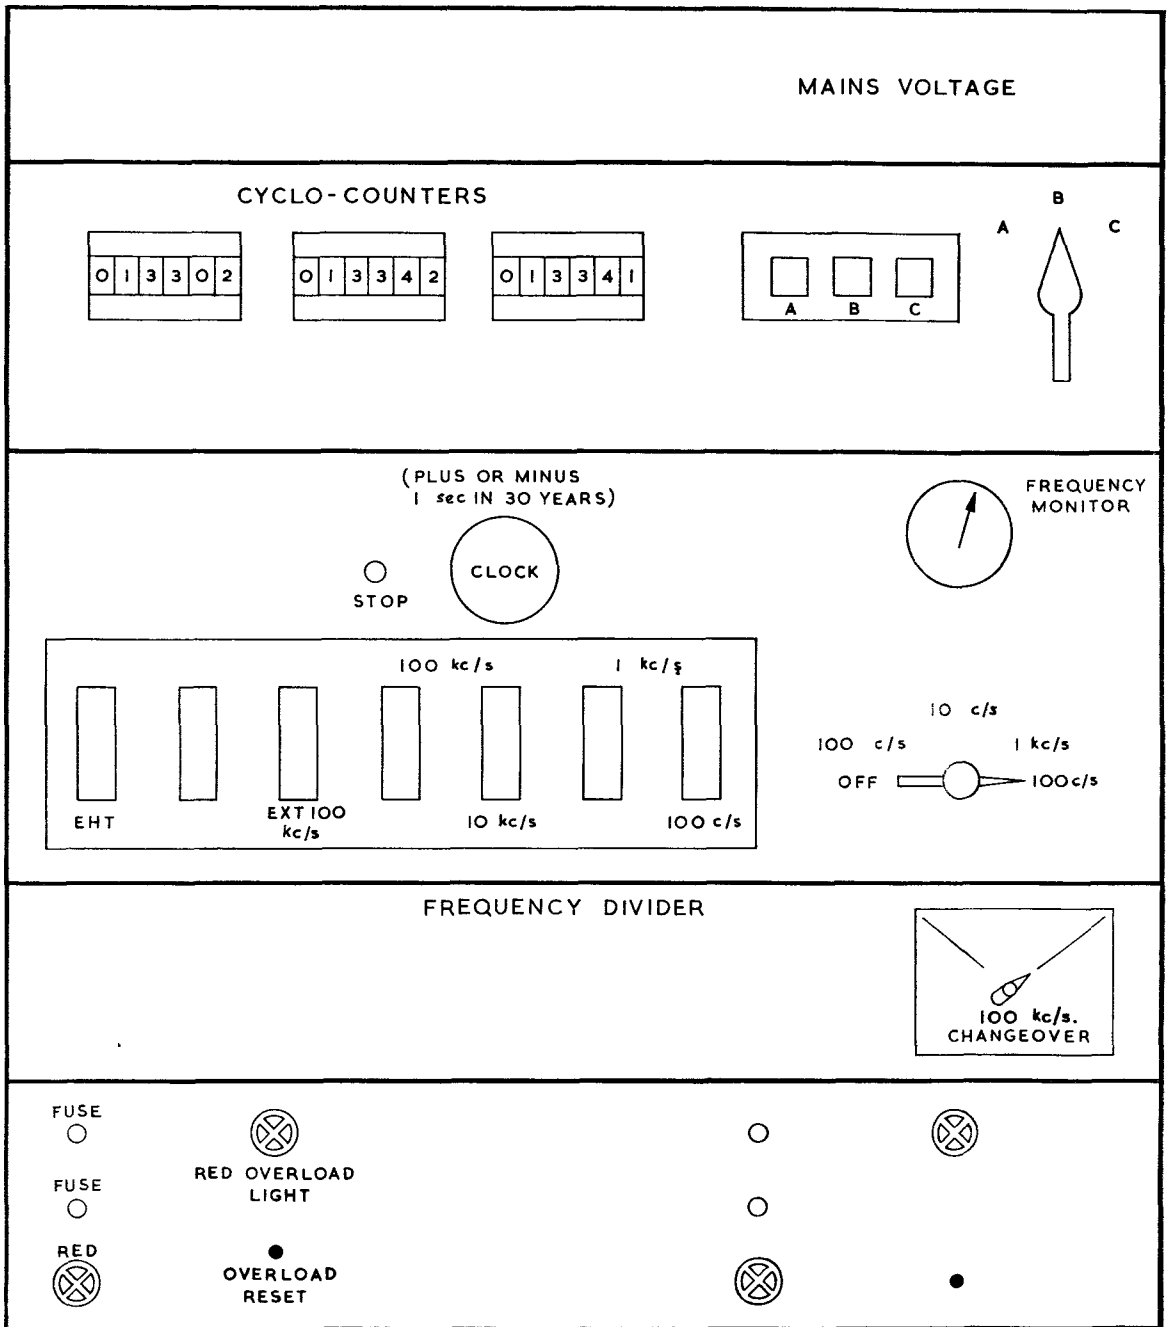 MAINS VOLTAGE
CYCLO-COUNTERS
013302
013342
013341
A B C
A B C
(PLUS OR MINUS
1 sec IN 30 YEARS)
CLOCK
STOP
FREQUENCY
MONITOR
100 kc/s
1 kc/s
EHT
EXT 100
kc/s
10 kc/s
100 c/s
10 c/s
100 c/s
1 kc/s
OFF
100c/s
FREQUENCY DIVIDER
100 kc/s.
CHANGEOVER
FUSE
RED OVERLOAD
LIGHT
FUSE
RED
OVERLOAD
RESET